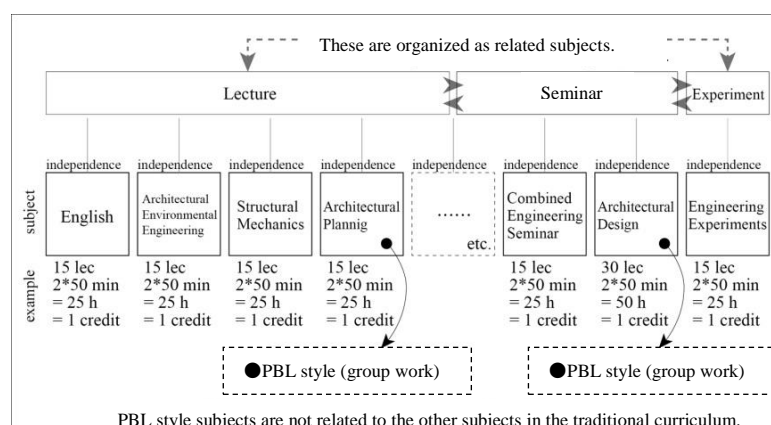 These are organized as related subjects.
Lecture
Seminar
Experiment
independence
independence
independence
independence
independence
independence
independence
independence
subject
English
Architectural
Environmental
Engineering
Structural
Mechanics
Architectural
Plannig
......
etc.
Combined
Engineering
Seminar
Architectural
Design
Engineering
Experiments
example
15 lec
2*50 min
= 25 h
= 1 credit
15 lec
2*50 min
= 25 h
= 1 credit
15 lec
2*50 min
= 25 h
= 1 credit
15 lec
2*50 min
= 25 h
= 1 credit
15 lec
2*50 min
= 25 h
= 1 credit
30 lec
2*50 min
= 50 h
= 1 credit
15 lec
2*50 min
= 25 h
= 1 credit
●PBL style (group work)
●PBL style (group work)
PBL style subjects are not related to the other subjects in the traditional curriculum.